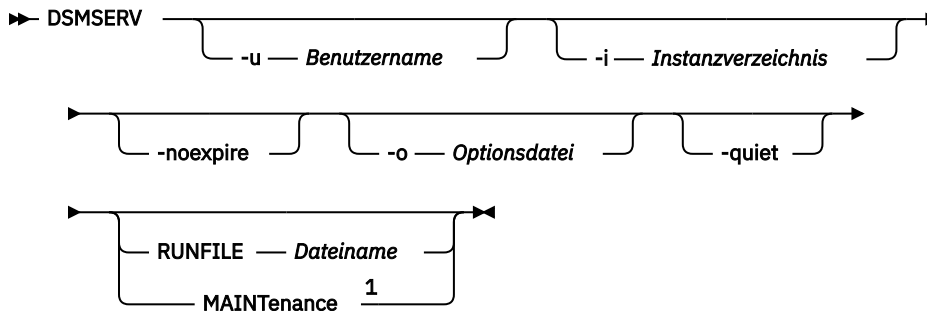 DSMSERV
-u Benutzername
-i Instanzverzeichnis
-noexpire
-o Optionsdatei
-quiet
RUNFILE Dateiname
MAINTenance 1